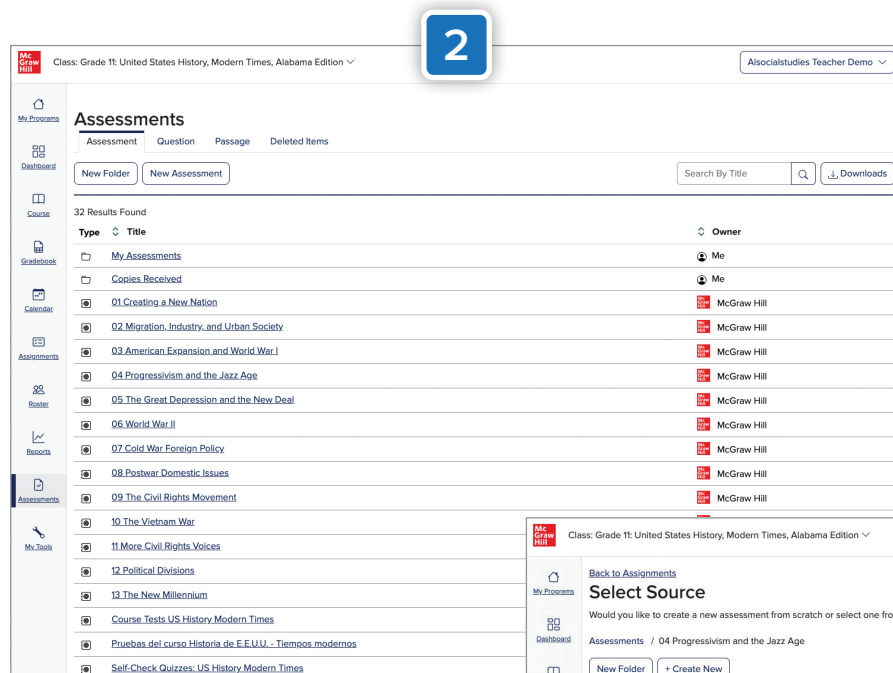 2
Mc Graw Hill
Class: Grade 11: United States History, Modern Times, Alabama Edition
Alsocialstudies Teacher Demo
My Programs
Dashboard
Course
Gradebook
Calendar
Assignments
Roster
Reports
Assessments
My Tools
Assessments
Assessment Question Passage Deleted Items
New Folder New Assessment
Search By Title Downloads
32 Results Found
Type Title Owner
My Assessments Me
Copies Received Me
01 Creating a New Nation McGraw Hill
02 Migration, Industry, and Urban Society McGraw Hill
03 American Expansion and World War I McGraw Hill
04 Progressivism and the Jazz Age McGraw Hill
05 The Great Depression and the New Deal McGraw Hill
06 World War II McGraw Hill
07 Cold War Foreign Policy McGraw Hill
08 Postwar Domestic Issues McGraw Hill
09 The Civil Rights Movement McGraw Hill
10 The Vietnam War
11 More Civil Rights Voices
12 Political Divisions
13 The New Millennium
Course Tests US History Modern Times
Pruebas del curso Historia de E.E.U.U. - Tiempos modernos
Self-Check Quizzes: US History Modern Times
Mc Graw Hill
Class: Grade 11: United States History, Modern Times, Alabama Edition
My Programs
Dashboard
Back to Assignments
Select Source
Would you like to create a new assessment from scratch or select one fro
Assessments / 04 Progressivism and the Jazz Age
New Folder + Create New